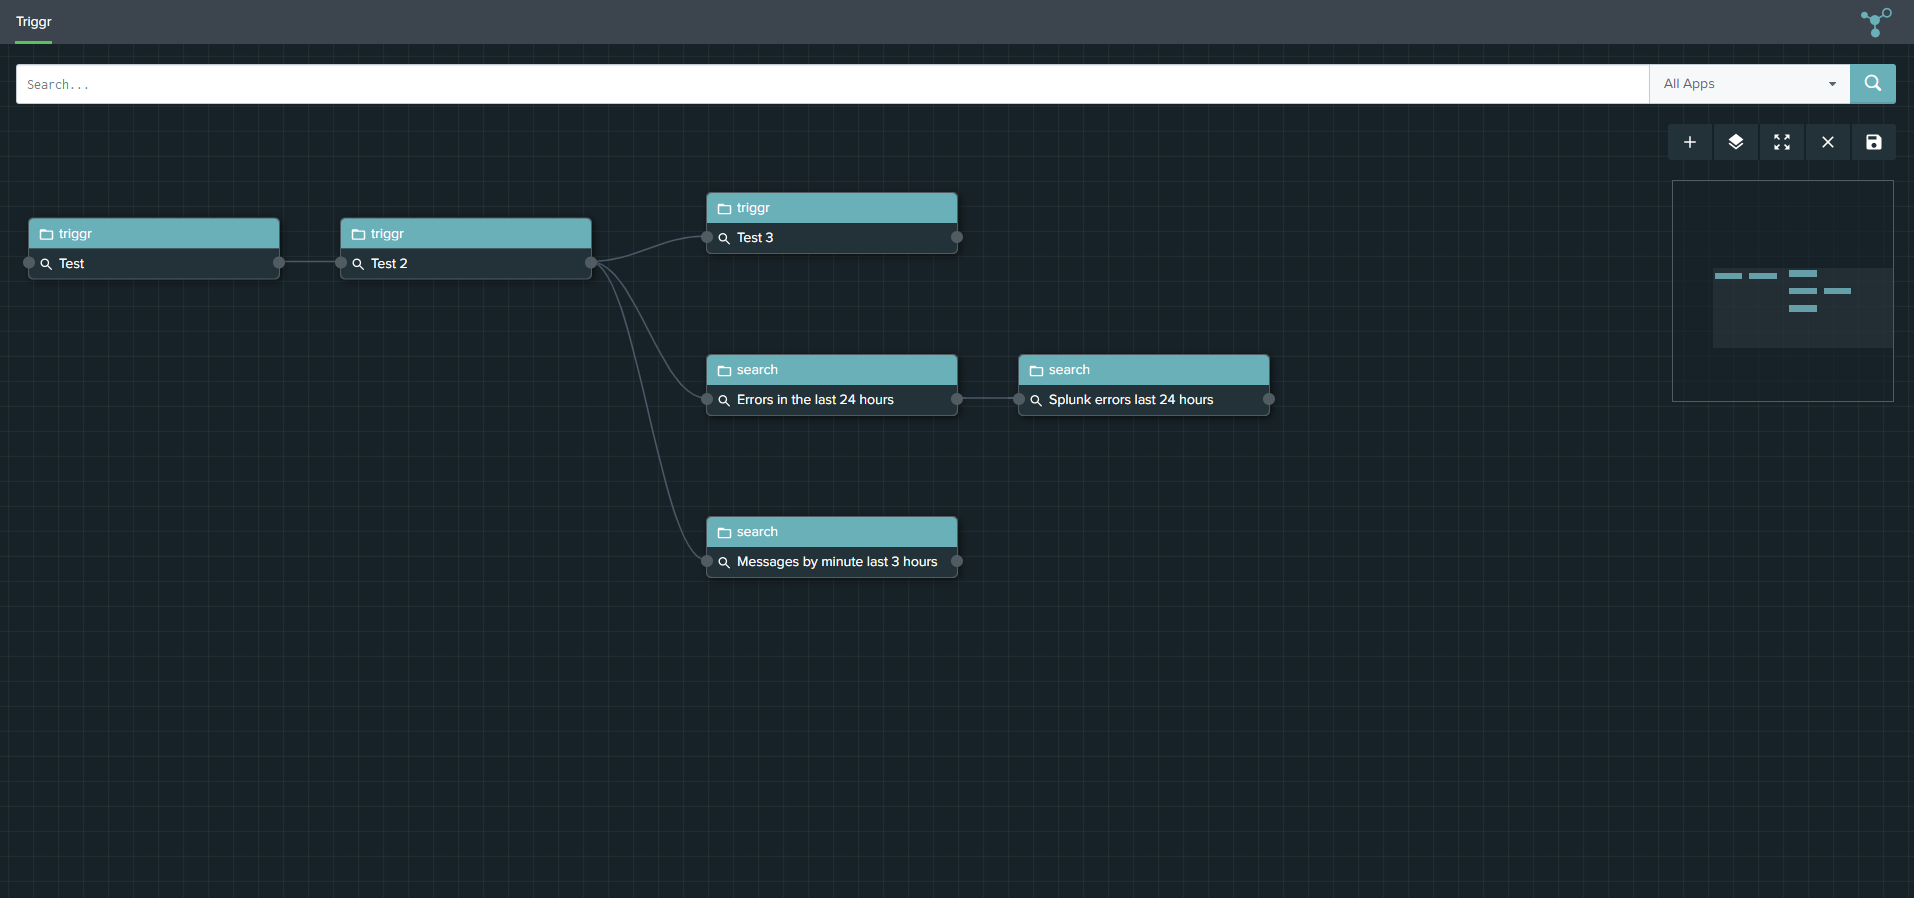 Triggr
Search...
All Apps
triggr
Test
triggr
Test 2
triggr
Test 3
search
Errors in the last 24 hours
search
Splunk errors last 24 hours
search
Messages by minute last 3 hours